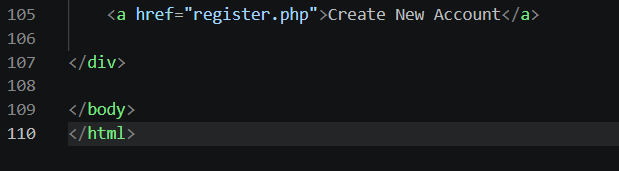 105 <a href="register.php">Create New Account</a>
106
107 </div>
108
109 </body>
110 </html>